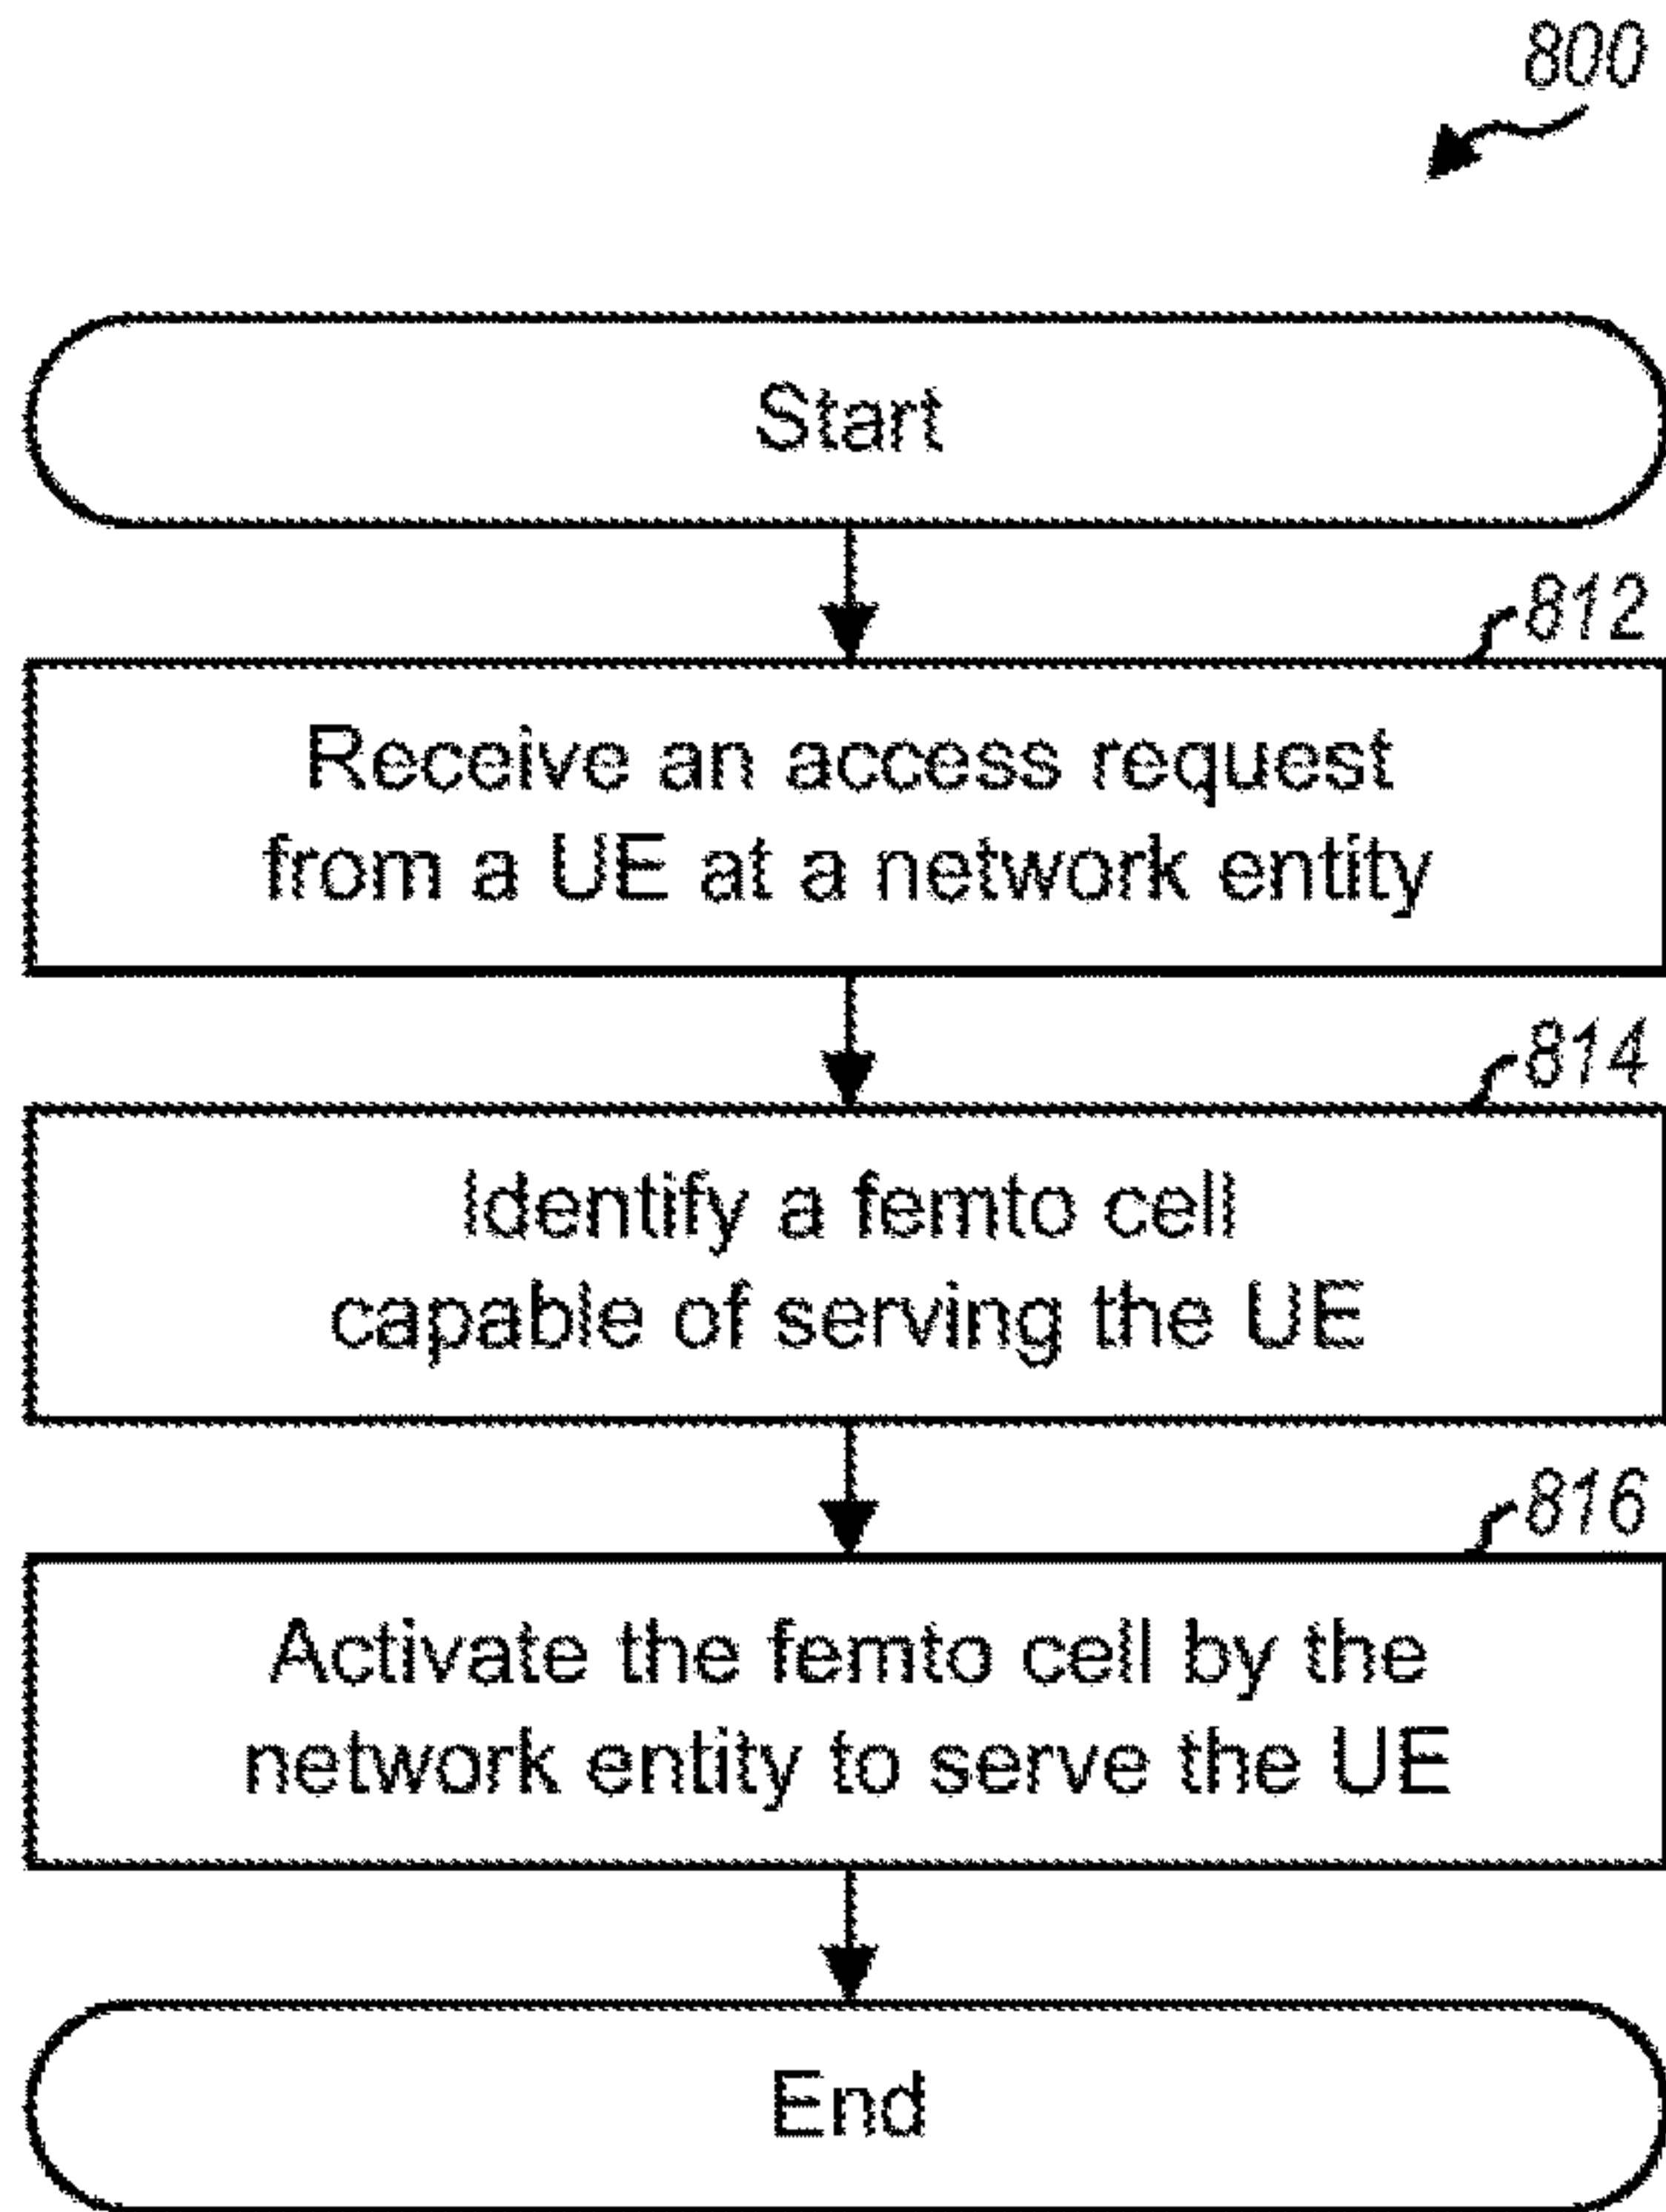 800
Start
812
Receive an access request
from a UE at a network entity
814
Identify a femto cell
capable of serving the UE
816
Activate the femto cell by the
network entity to serve the UE
End